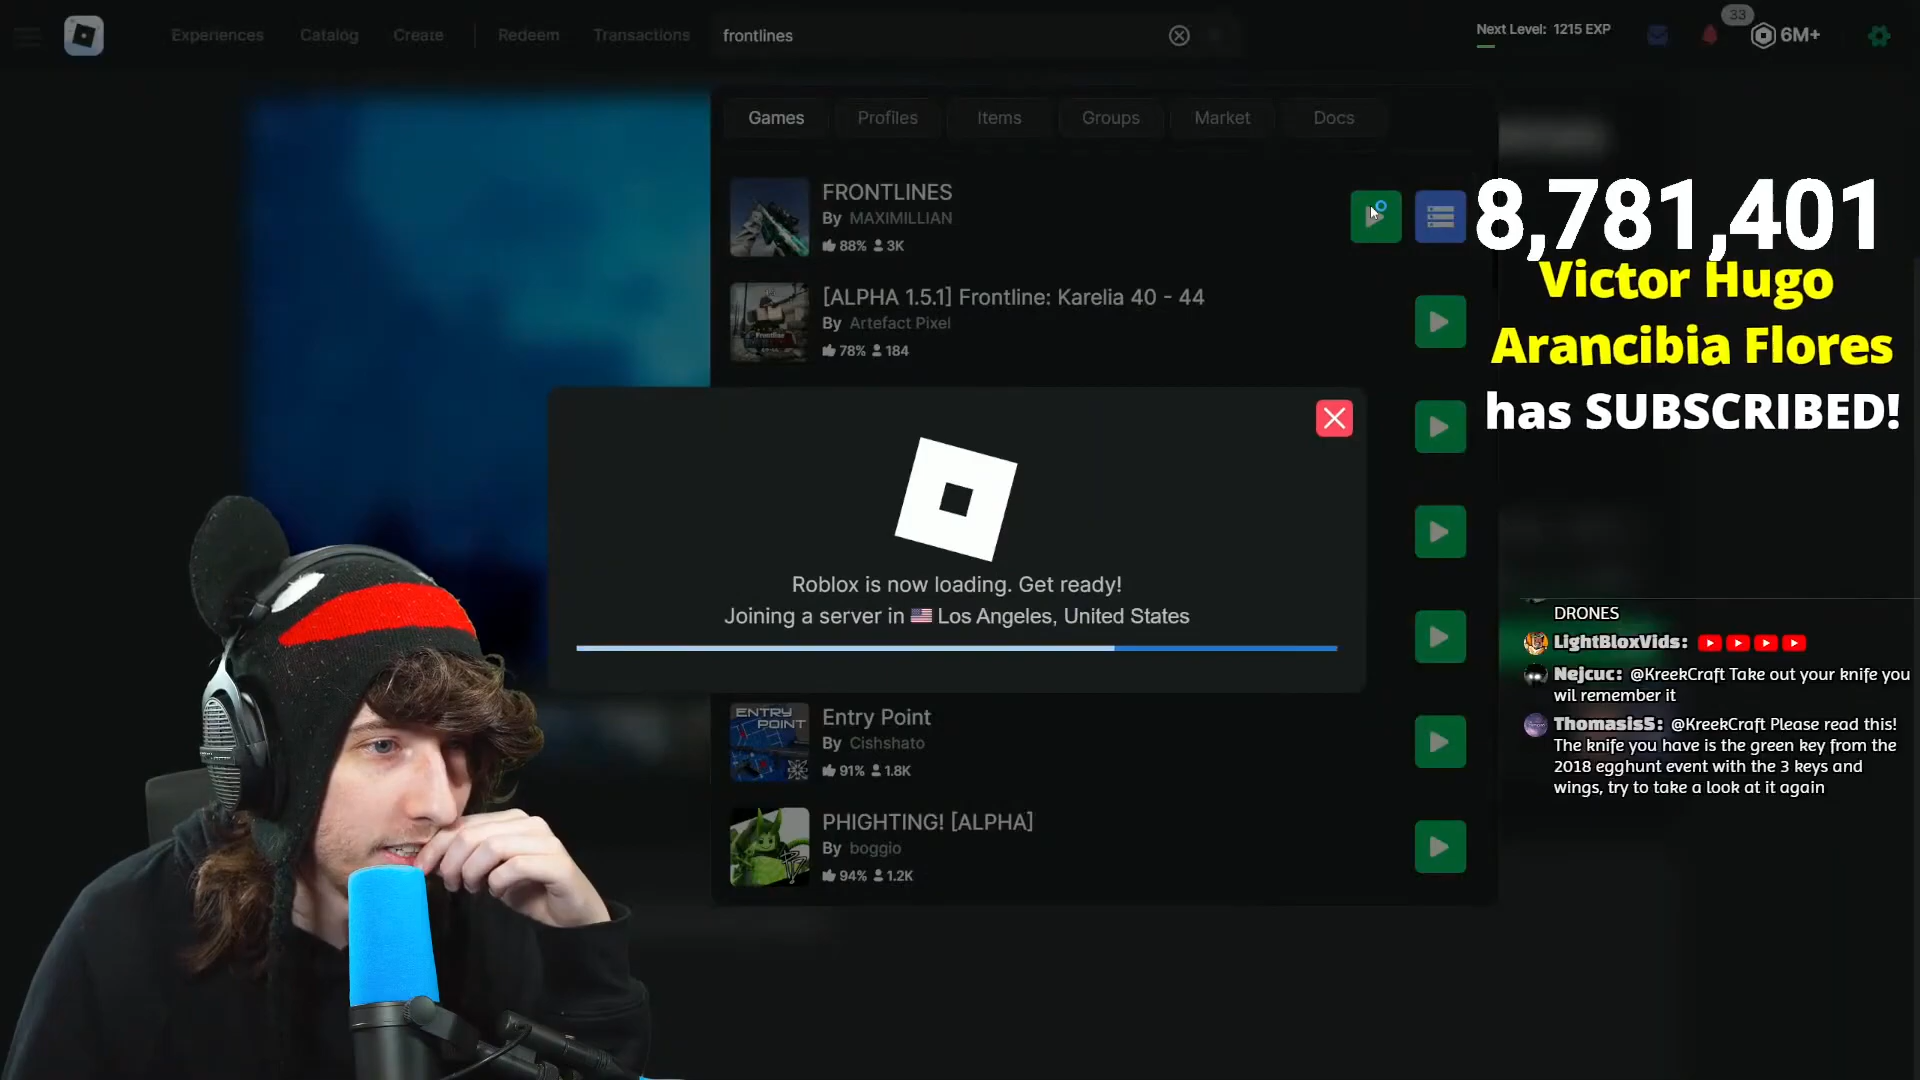 Experiences Catalog Create Redeem Transactions frontlines Next Level: 1215 EXP 33 6M+
Games Profiles Items Groups Market Docs
FRONTLINES
By MAXIMILLIAN
88% 3K
[ALPHA 1.5.1] Frontline: Karelia 40 - 44
By Artefact Pixel
78% 184
Roblox is now loading. Get ready!
Joining a server in Los Angeles, United States
ENTRY
POINT
Entry Point
By Cishshato
91% 1.8K
PHIGHTING! [ALPHA]
By boggio
94% 1.2K
8,781,401
Victor Hugo
Arancibia Flores
has SUBSCRIBED!
DRONES
LightBloxVids:
Nejcuc: @KreekCraft Take out your knife you
wil remember it
Thomasis5: @KreekCraft Please read this!
The knife you have is the green key from the
2018 egghunt event with the 3 keys and
wings, try to take a look at it again